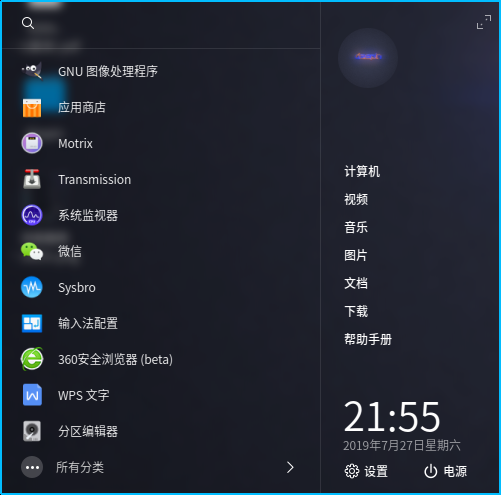 GNU 图像处理程序
应用商店
Motrix
Transmission
系统监视器
微信
Sysbro
输入法配置
360安全浏览器 (beta)
WPS 文字
分区编辑器
所有分类
计算机
视频
音乐
图片
文档
下载
帮助手册
21:55
2019年7月27日星期六
设置
电源